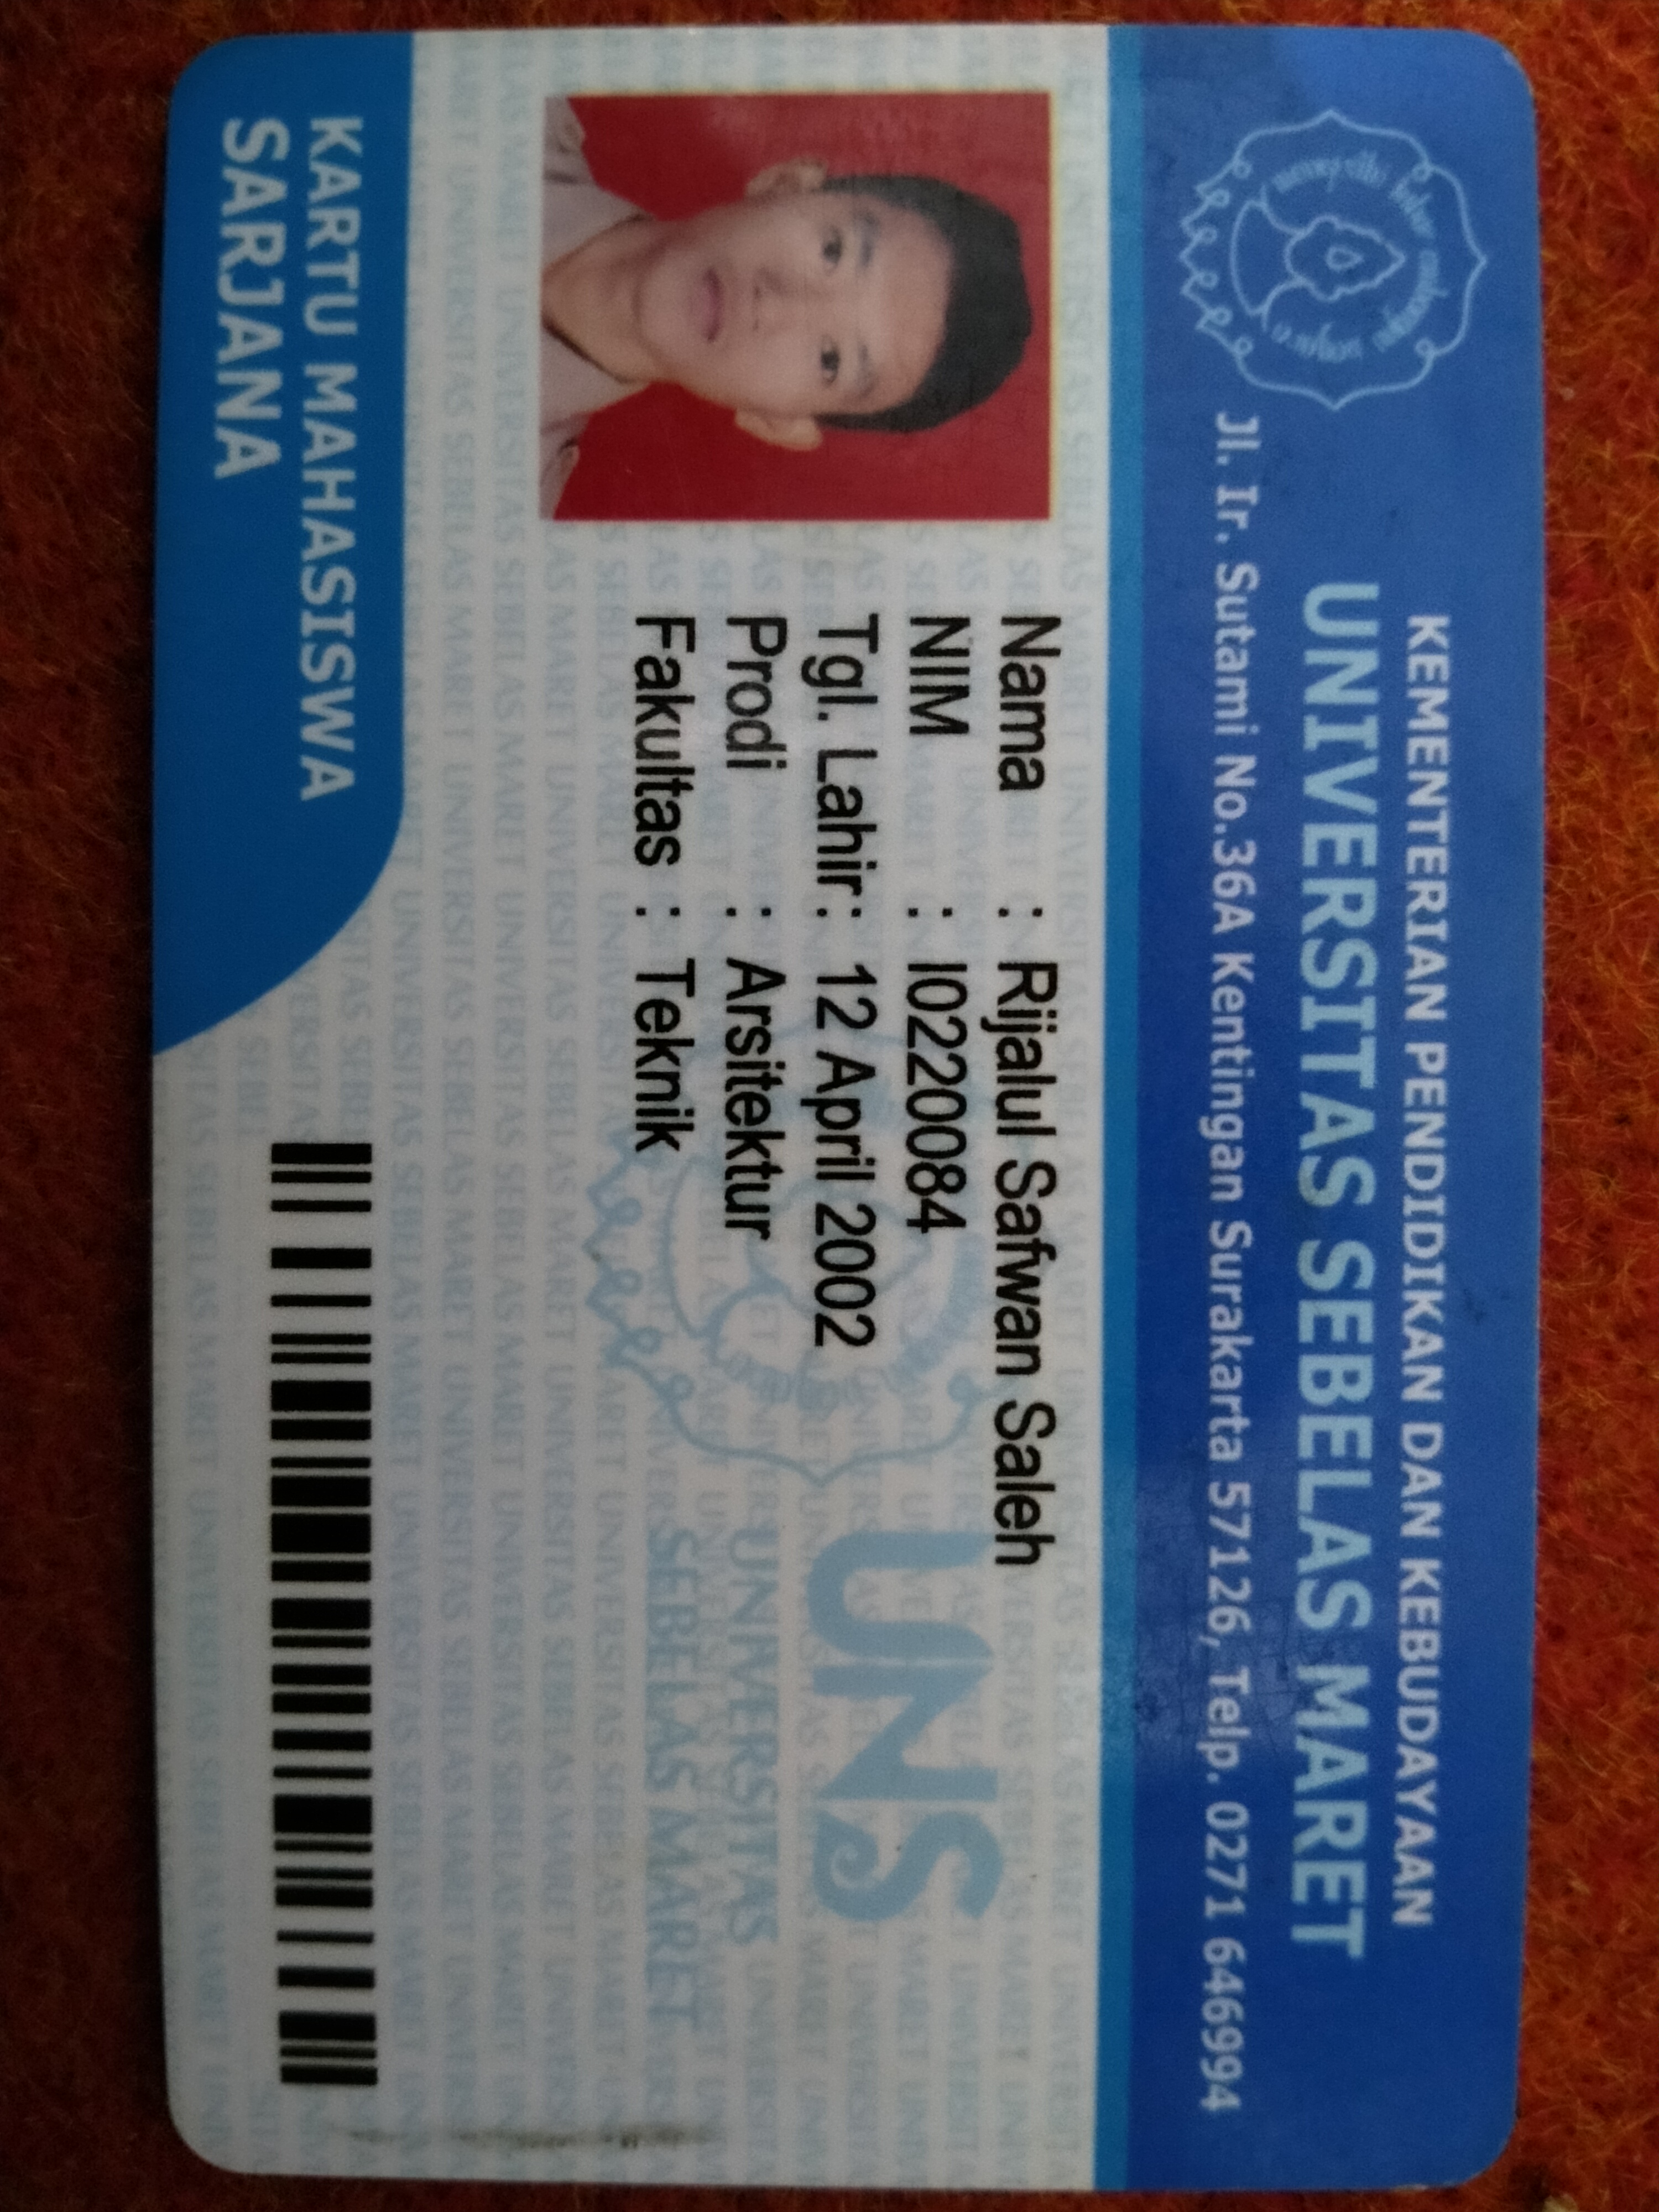 KEMENTERIAN PENDIDIKAN DAN KEBUDAYAAN
UNIVERSITAS SEBELAS MARET
Jl. Ir. Sutami No.36A Kentingan Surakarta 57126, Telp. 0271 646994
Nama : Rijalul Safwan Saleh
NIM : I0220084
Tgl. Lahir : 12 April 2002
Prodi : Arsitektur
Fakultas : Teknik
UNS
UNIVERSITAS
SEBELAS MARET
KARTU MAHASISWA
SARJANA